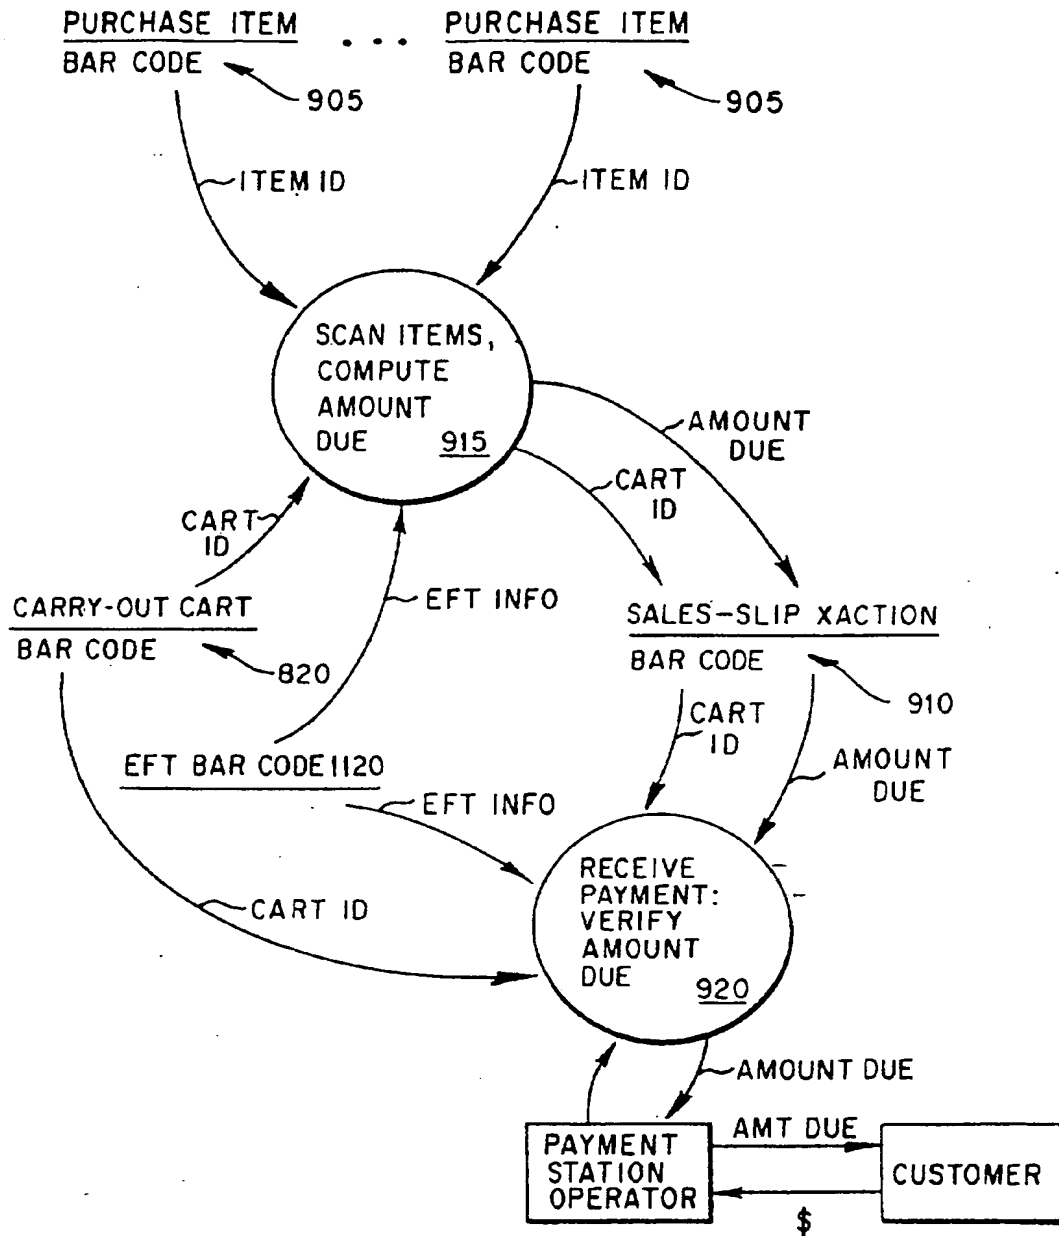 PURCHASE ITEM ... PURCHASE ITEM
BAR CODE BAR CODE
905 905
ITEM ID ITEM ID
SCAN ITEMS,
COMPUTE
AMOUNT
DUE 915
AMOUNT
DUE
CART
ID
CART
ID
EFT INFO
CARRY-OUT CART
BAR CODE
820
SALES-SLIP XACTION
BAR CODE
910
EFT BAR CODE 1120
CART
ID
AMOUNT
DUE
EFT INFO
CART ID
RECEIVE
PAYMENT:
VERIFY
AMOUNT
DUE
920
AMOUNT DUE
PAYMENT
STATION
OPERATOR
AMT DUE
$
CUSTOMER